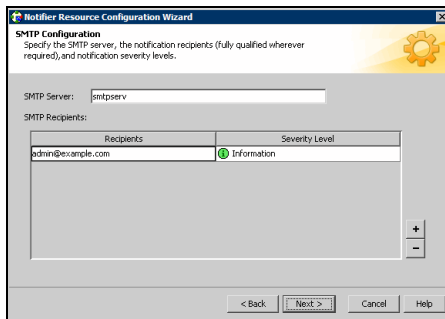 Notifier Resource Configuration Wizard
SMTP Configuration
Specify the SMTP server, the notification recipients (fully qualified wherever
required),and notification severity levels.
SMTP Server: smtpserv
SMTP Recipients:
Recipients Severity Level
admin@example.com Information
+
-
< Back Next > Cancel Help